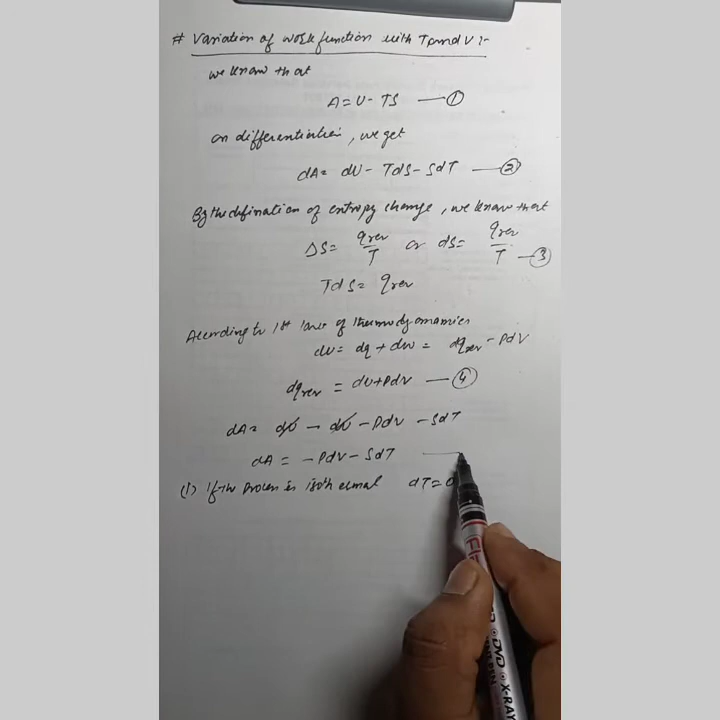 # Variation of work function with T and V :-
we know that
A = U - TS —①
on differentiation, we get
dA = dU - TdS - SdT —②
By the defination of entropy change, we know that
ΔS = qrev/T or dS = qrev/T —③
TdS = qrev
According to 1st law of thermodynamics
dU = dq + dw = dqrev - PdV
dqrev = dU + PdV —④
dA = dU - dU - PdV - SdT
dA = -PdV - SdT —
(1) If the process is isothermal dT = 0
DVD • X-RAY